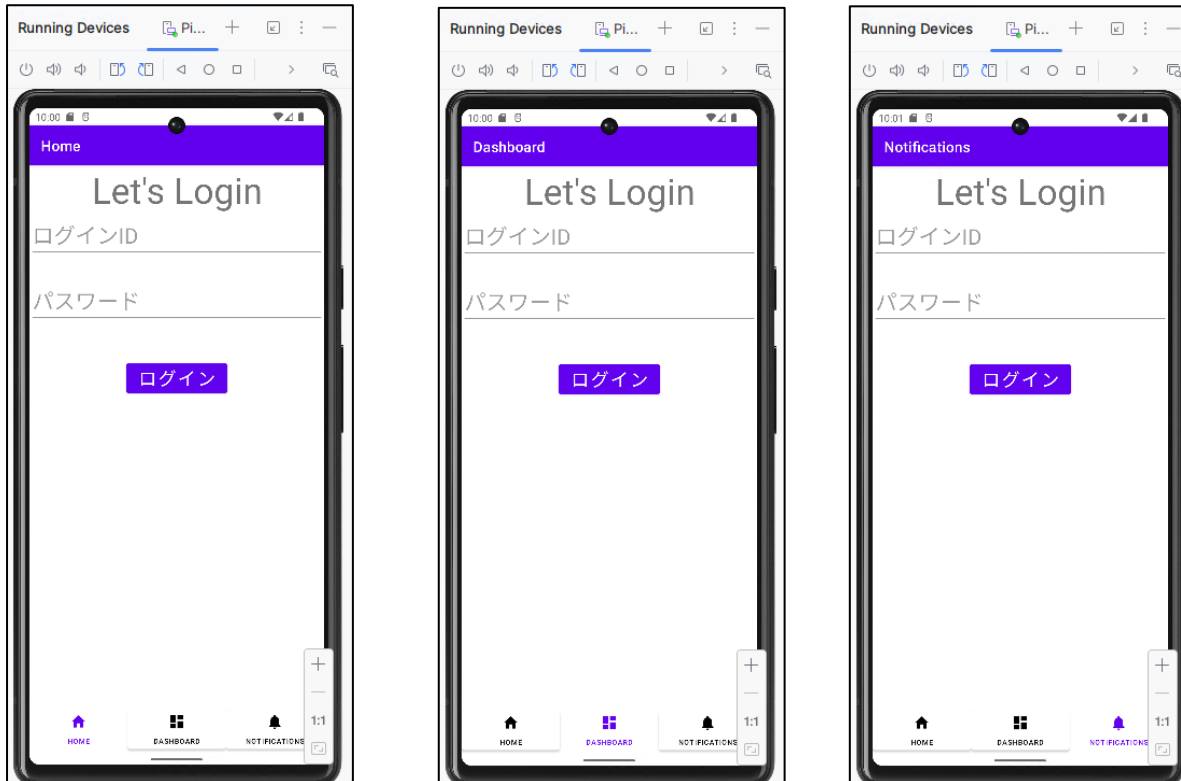 Running Devices Pi...
10:00
Home
Let's Login
ログインID
パスワード
ログイン
1:1
HOME DASHBOARD NOTIFICATIONS
Running Devices Pi...
10:00
Dashboard
Let's Login
ログインID
パスワード
ログイン
1:1
HOME DASHBOARD NOTIFICATIONS
Running Devices Pi...
10:01
Notifications
Let's Login
ログインID
パスワード
ログイン
1:1
HOME DASHBOARD NOTIFICATIONS